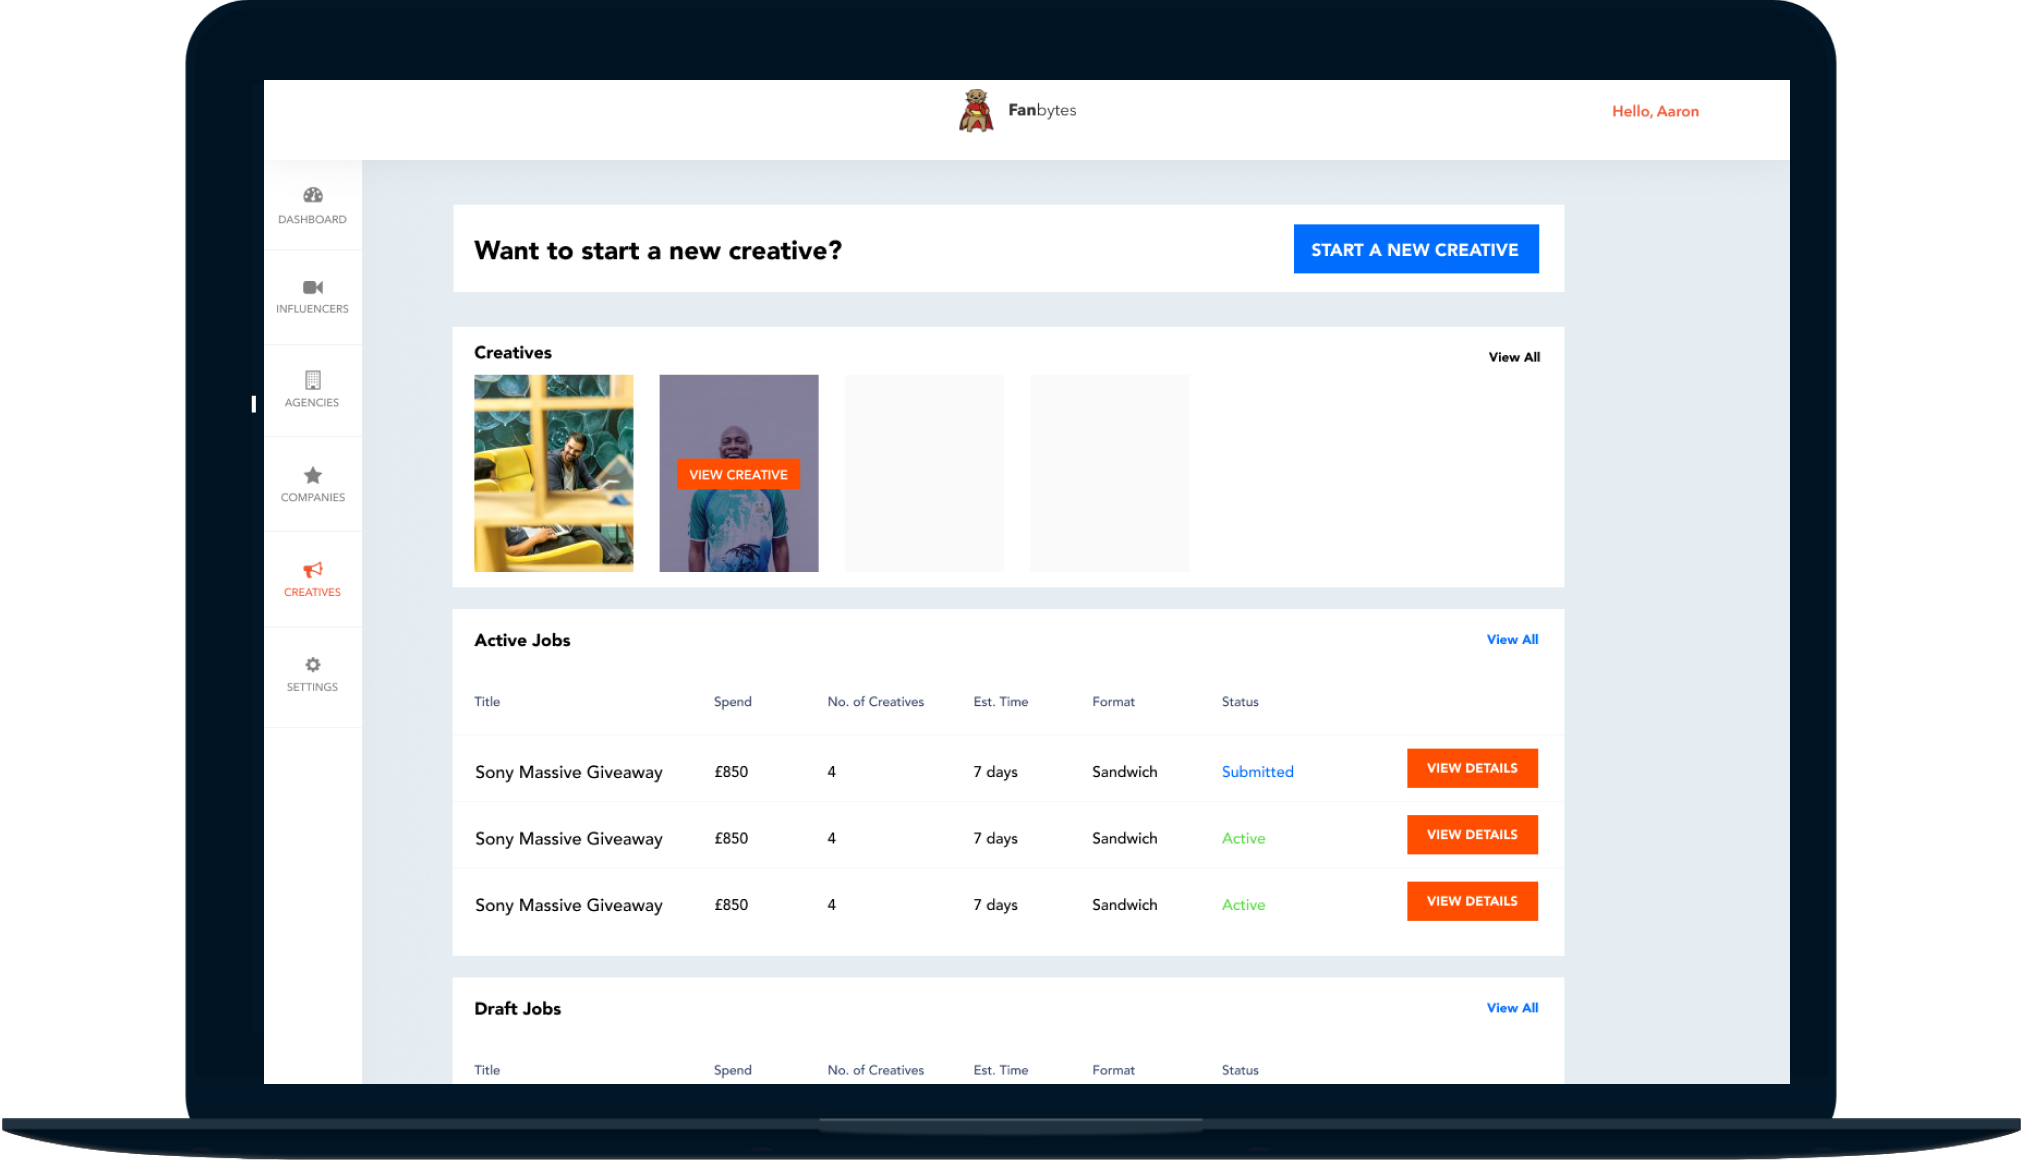 Fanbytes
Hello, Aaron
DASHBOARD
INFLUENCERS
AGENCIES
COMPANIES
CREATIVES
SETTINGS
Want to start a new creative?
START A NEW CREATIVE
Creatives
View All
VIEW CREATIVE
Active Jobs
View All
Title Spend No. of Creatives Est. Time Format Status
Sony Massive Giveaway £850 4 7 days Sandwich Submitted VIEW DETAILS
Sony Massive Giveaway £850 4 7 days Sandwich Active VIEW DETAILS
Sony Massive Giveaway £850 4 7 days Sandwich Active VIEW DETAILS
Draft Jobs
View All
Title Spend No. of Creatives Est. Time Format Status